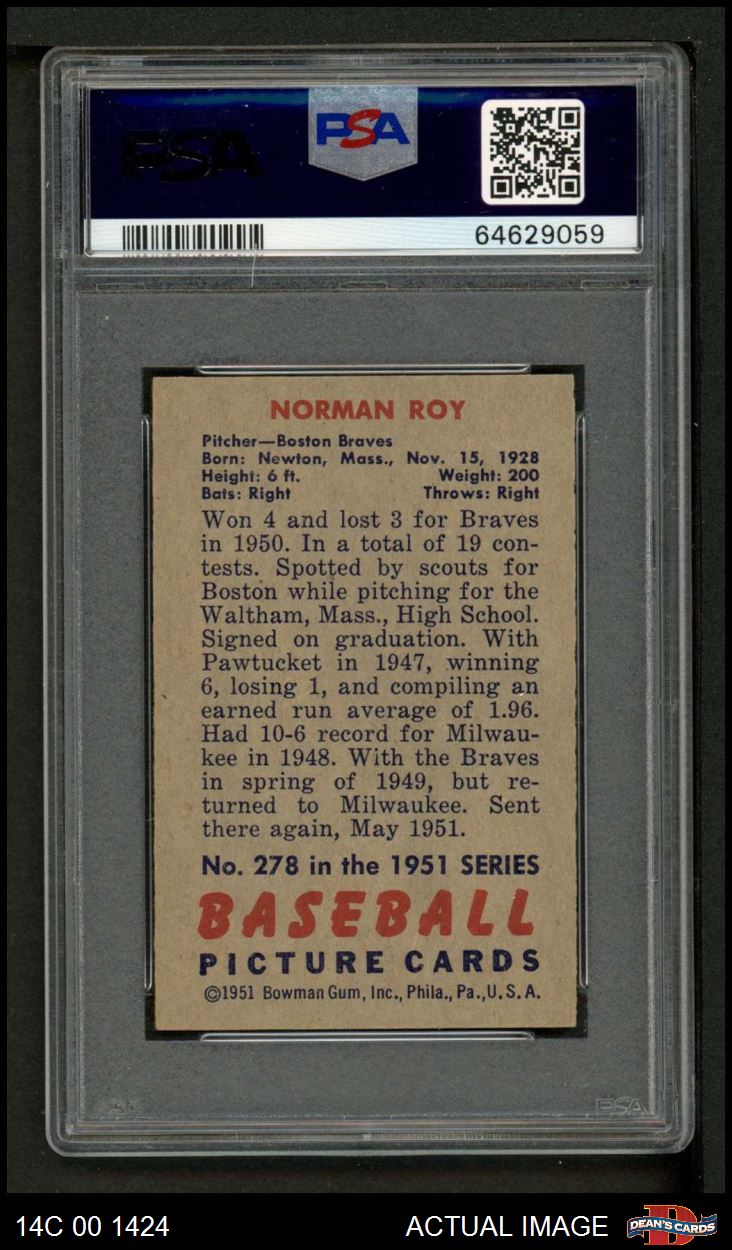 PSA
PSA
64629059
NORMAN ROY
Pitcher—Boston Braves
Born: Newton, Mass., Nov. 15, 1928
Height: 6 ft. Weight: 200
Bats: Right Throws: Right
Won 4 and lost 3 for Braves
in 1950. In a total of 19 con-
tests. Spotted by scouts for
Boston while pitching for the
Waltham, Mass., High School.
Signed on graduation. With
Pawtucket in 1947, winning
6, losing 1, and compiling an
earned run average of 1.96.
Had 10-6 record for Milwau-
kee in 1948. With the Braves
in spring of 1949, but re-
turned to Milwaukee. Sent
there again, May 1951.
No. 278 in the 1951 SERIES
BASEBALL
PICTURE CARDS
©1951 Bowman Gum, Inc., Phila., Pa., U.S.A.
PSA
14C 00 1424 ACTUAL IMAGE DEAN'S CARDS